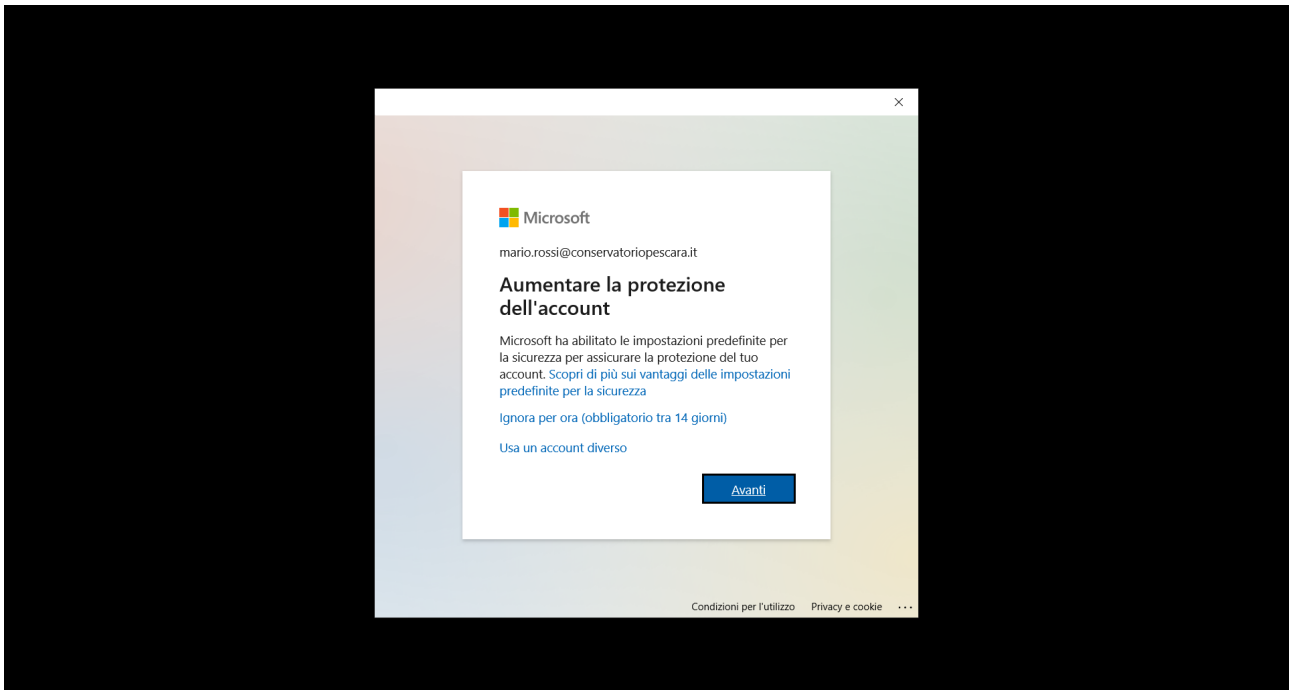 Microsoft
mario.rossi@conservatoriopescara.it
Aumentare la protezione
dell'account
Microsoft ha abilitato le impostazioni predefinite per
la sicurezza per assicurare la protezione del tuo
account. Scopri di più sui vantaggi delle impostazioni
predefinite per la sicurezza
Ignora per ora (obbligatorio tra 14 giorni)
Usa un account diverso
Avanti
Condizioni per l'utilizzo Privacy e cookie ...